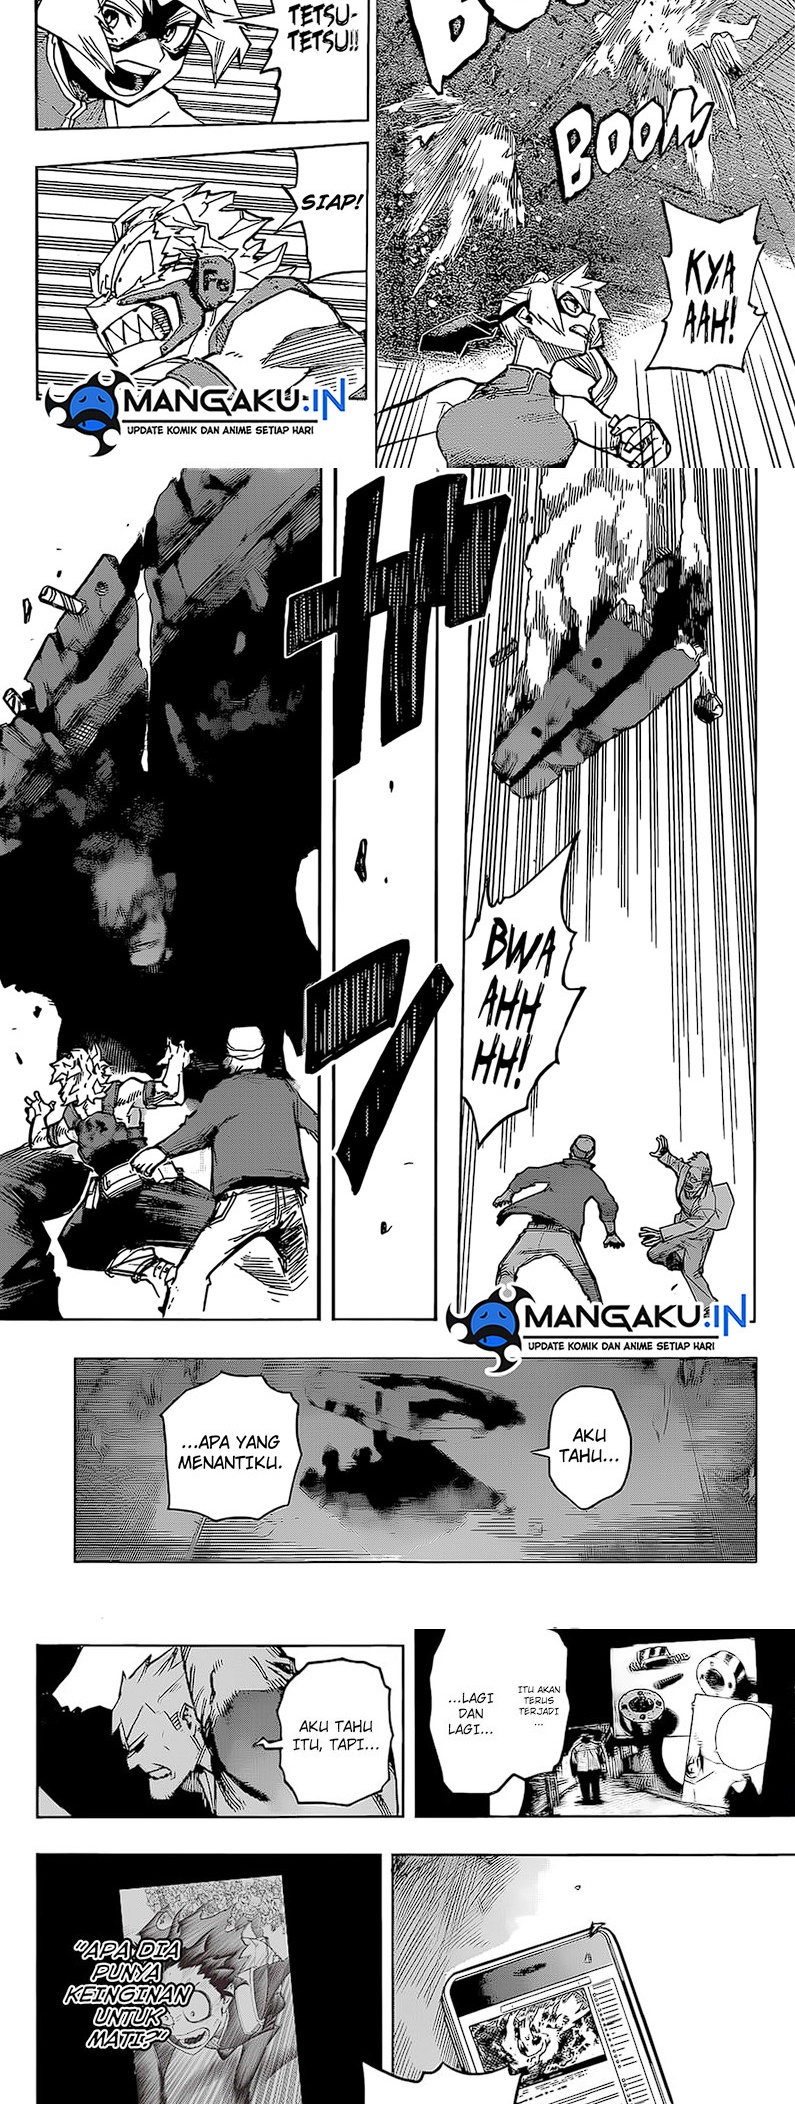 BOOM
KYA
AAH!
TETSU-
TETSU!!
SIAP!
Fe
MANGAKU.IN
UPDATE KOMIK DAN ANIME SETIAP HARI
BWA
AHH
HH!
MANGAKU.IN
UPDATE KOMIK DAN ANIME SETIAP HARI
AKU
TAHU...
...APA YANG
MENANTIKU.
ITU AKAN
TERUS
TERJADI
...
...LAGI
DAN
LAGI...
AKU TAHU
ITU, TAPI...
"APA DIA
PUNYA
KEINGINAN
UNTUK
MATI?"